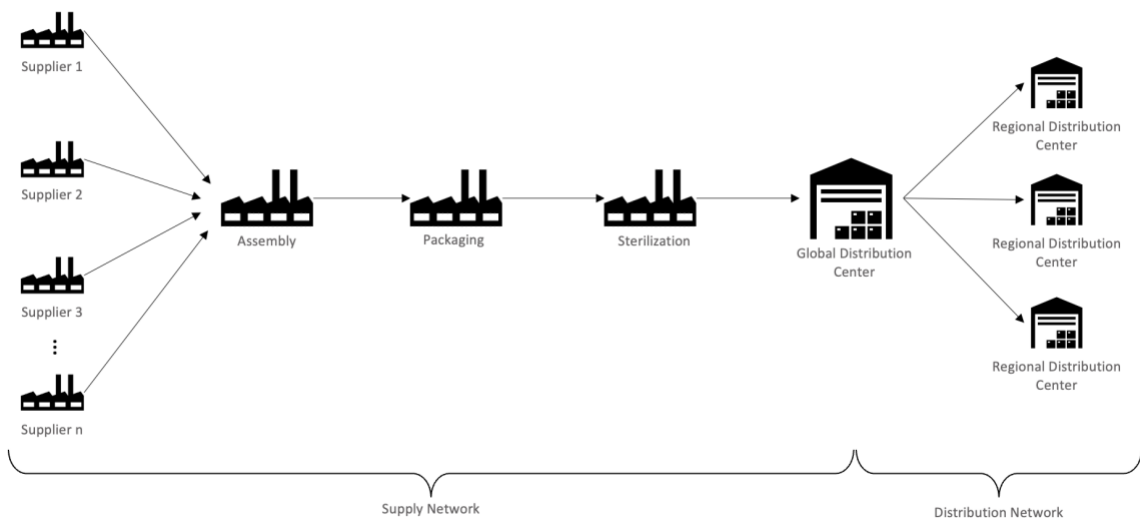 Supplier 1
Supplier 2
Supplier 3
Supplier n
Assembly
Packaging
Sterilization
Global Distribution
Center
Regional Distribution
Center
Regional Distribution
Center
Regional Distribution
Center
Supply Network
Distribution Network